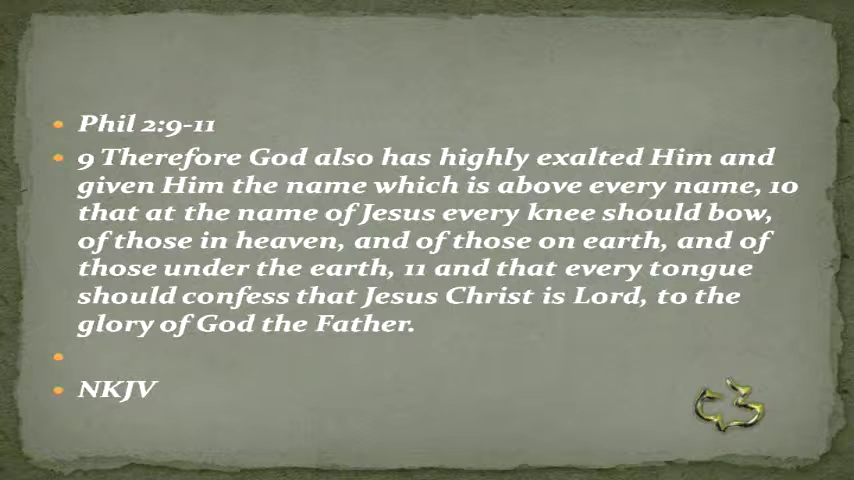 Phil 2:9-11
9 Therefore God also has highly exalted Him and
given Him the name which is above every name, 10
that at the name of Jesus every knee should bow,
of those in heaven, and of those on earth, and of
those under the earth, 11 and that every tongue
should confess that Jesus Christ is Lord, to the
glory of God the Father.
NKJV